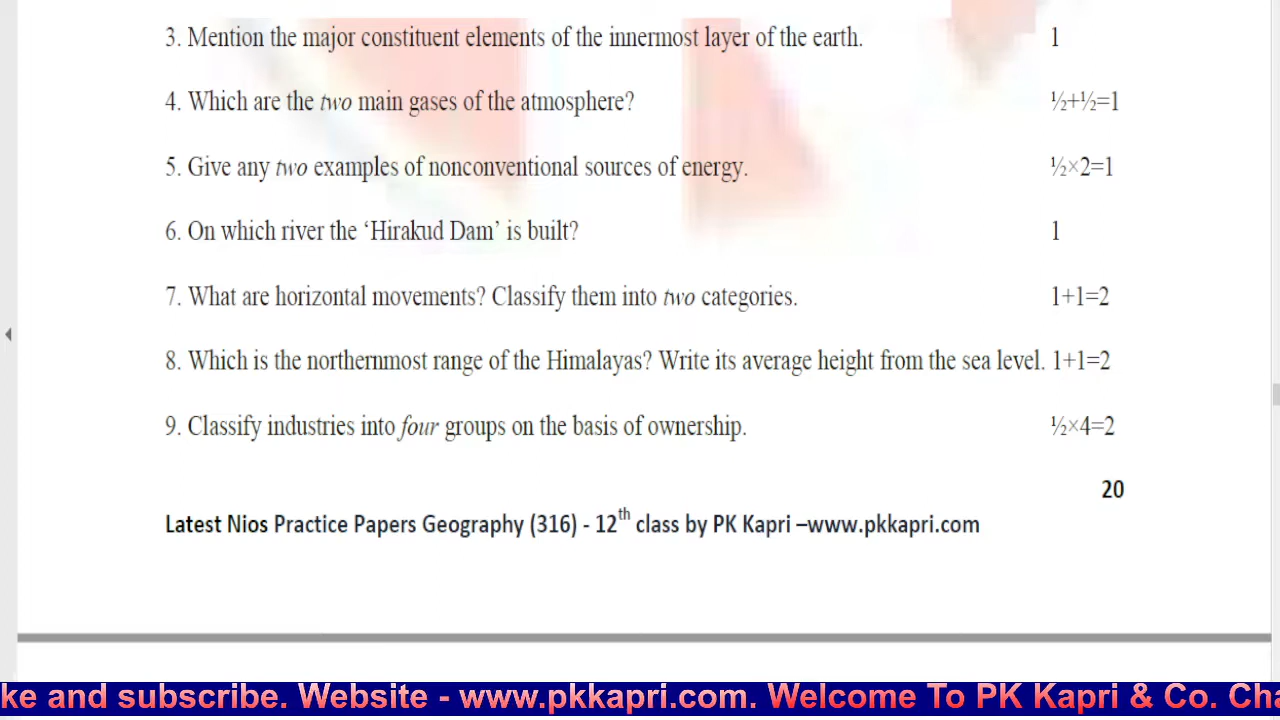 3. Mention the major constituent elements of the innermost layer of the earth. 1
4. Which are the two main gases of the atmosphere? ½+½=1
5. Give any two examples of nonconventional sources of energy. ½×2=1
6. On which river the ‘Hirakud Dam’ is built? 1
7. What are horizontal movements? Classify them into two categories. 1+1=2
8. Which is the northernmost range of the Himalayas? Write its average height from the sea level. 1+1=2
9. Classify industries into four groups on the basis of ownership. ½×4=2
20
Latest Nios Practice Papers Geography (316) - 12th class by PK Kapri –www.pkkapri.com
ke and subscribe. Website - www.pkkapri.com. Welcome To PK Kapri & Co. Cha